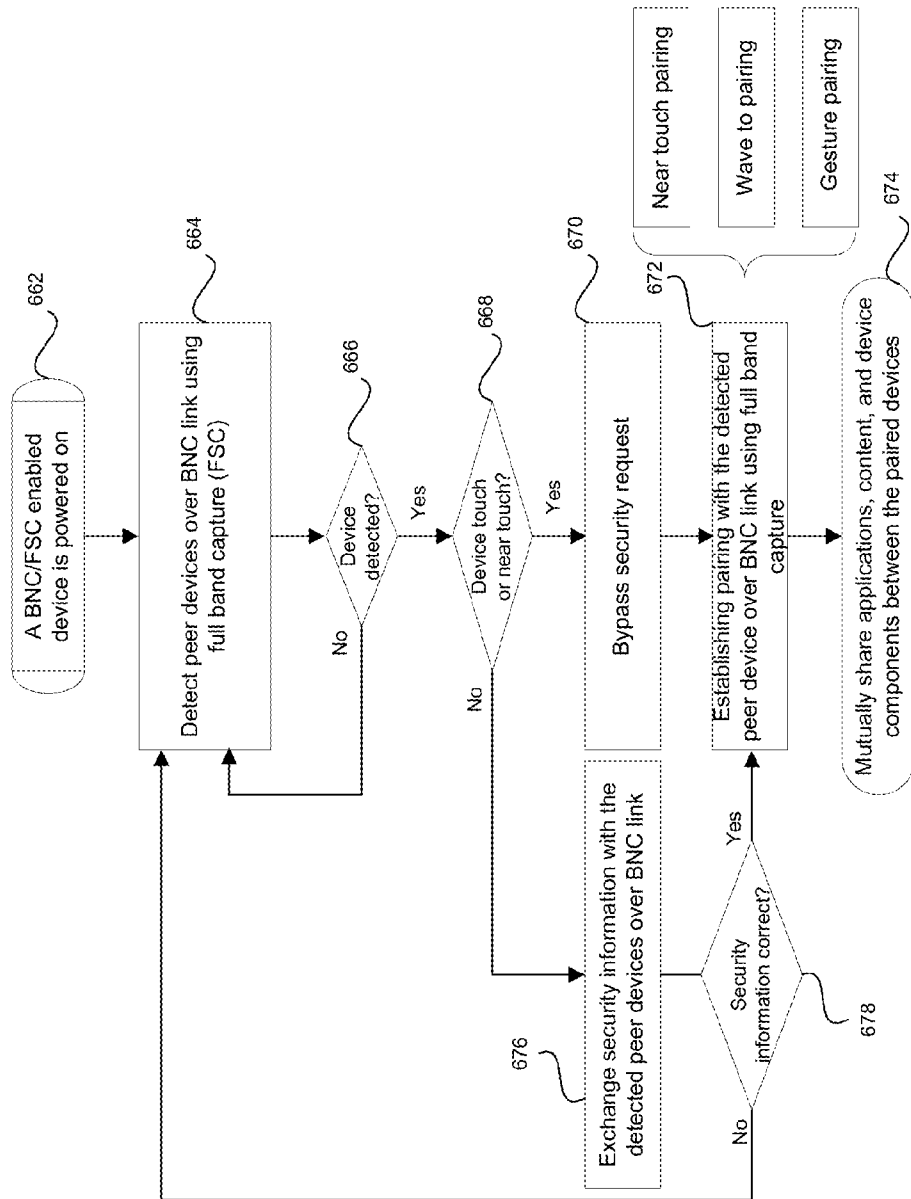 662
A BNC/FSC enabled
device is powered on
664
Detect peer devices over BNC link using
full band capture (FSC)
666
Device
detected?
No
Yes
668
Device touch
or near touch?
No
Yes
670
Bypass security request
676
Exchange security information with the
detected peer devices over BNC link
678
Security
information correct?
No
Yes
672
Establishing pairing with the detected
peer device over BNC link using full band
capture
Near touch pairing
Wave to pairing
Gesture pairing
674
Mutually share applications, content, and device
components between the paired devices